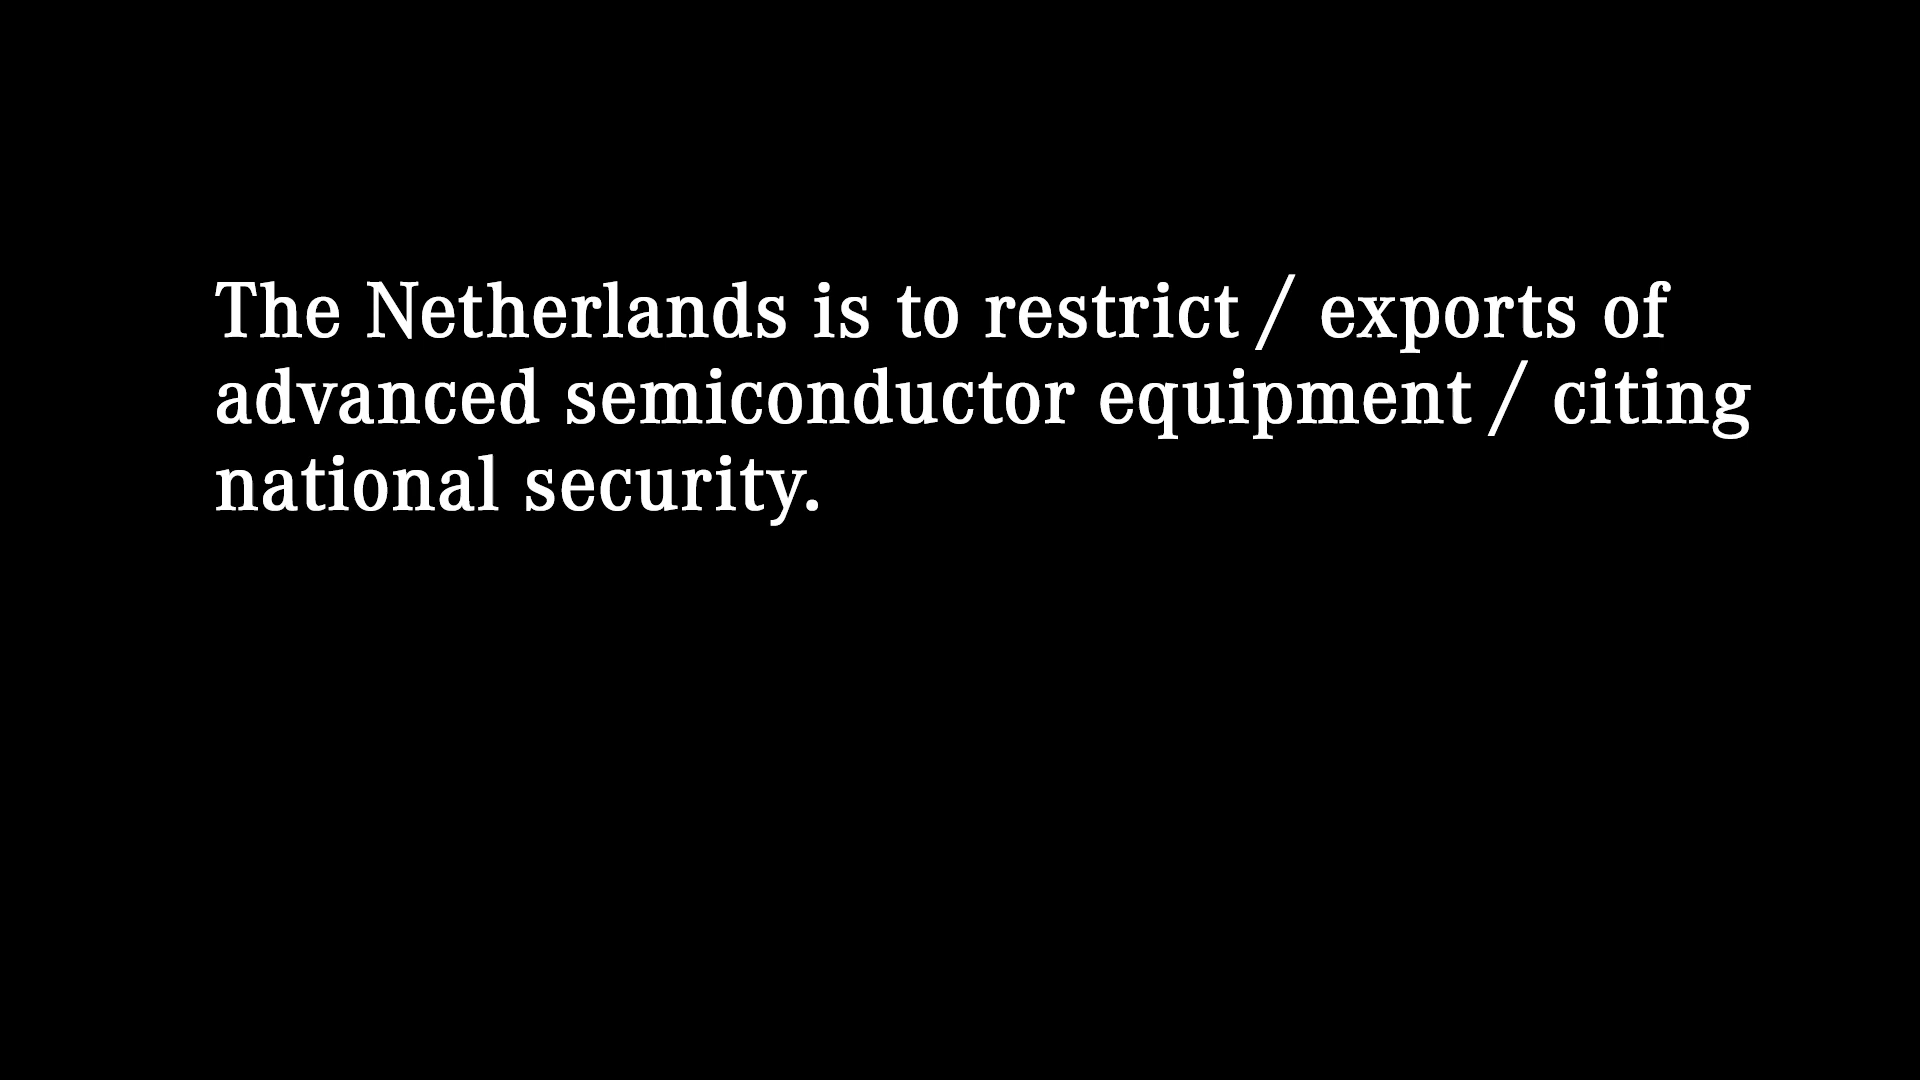 The Netherlands is to restrict / exports of
advanced semiconductor equipment / citing
national security.